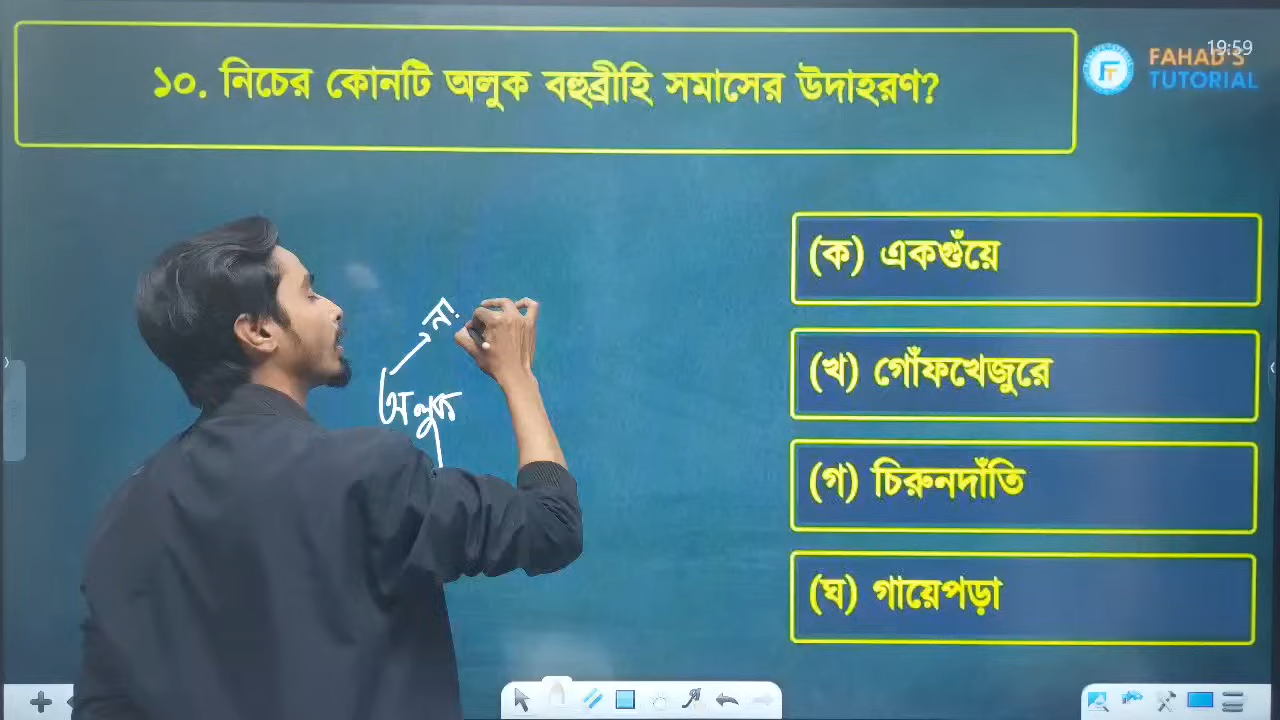 ১০. নিচের কোনটি অলুক বহুব্রীহি সমাসের উদাহরণ?
19:59
FAHAD'S
TUTORIAL
(ক) একগুঁয়ে
না
(খ) গোঁফখেজুরে
অলুক
(গ) চিরুনদাঁতি
(ঘ) গায়েপড়া